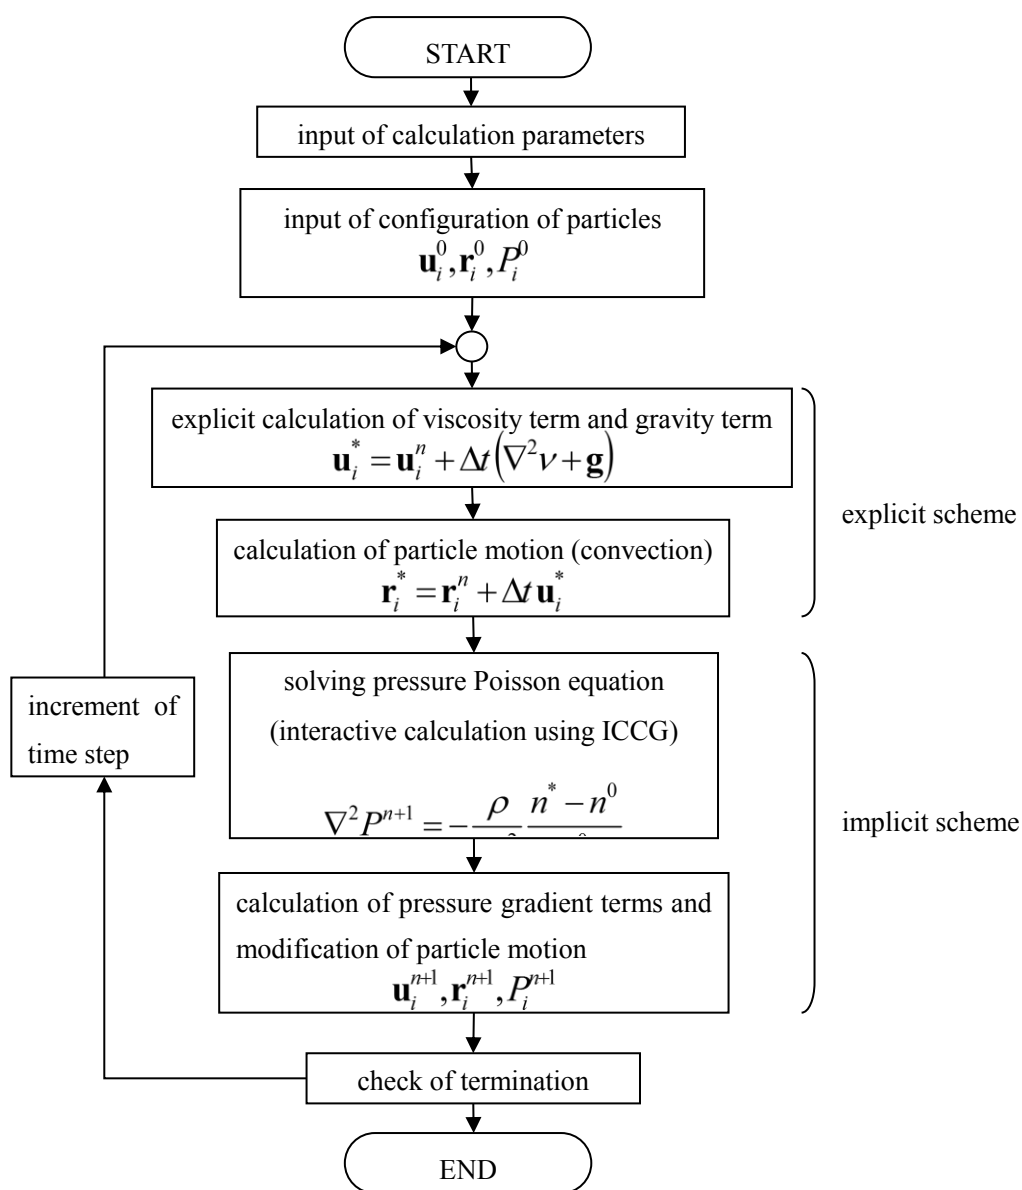 START
input of calculation parameters
input of configuration of particles
𝐮_i^0, 𝐫_i^0, P_i^0
explicit calculation of viscosity term and gravity term
𝐮_i^* = 𝐮_i^n + Δt(∇²ν + 𝐠)
explicit scheme
calculation of particle motion (convection)
𝐫_i^* = 𝐫_i^n + Δt 𝐮_i^*
solving pressure Poisson equation
(interactive calculation using ICCG)
∇²P^{n+1} = −ρ n^* − n^0
implicit scheme
increment of
time step
calculation of pressure gradient terms and
modification of particle motion
𝐮_i^{n+1}, 𝐫_i^{n+1}, P_i^{n+1}
check of termination
END